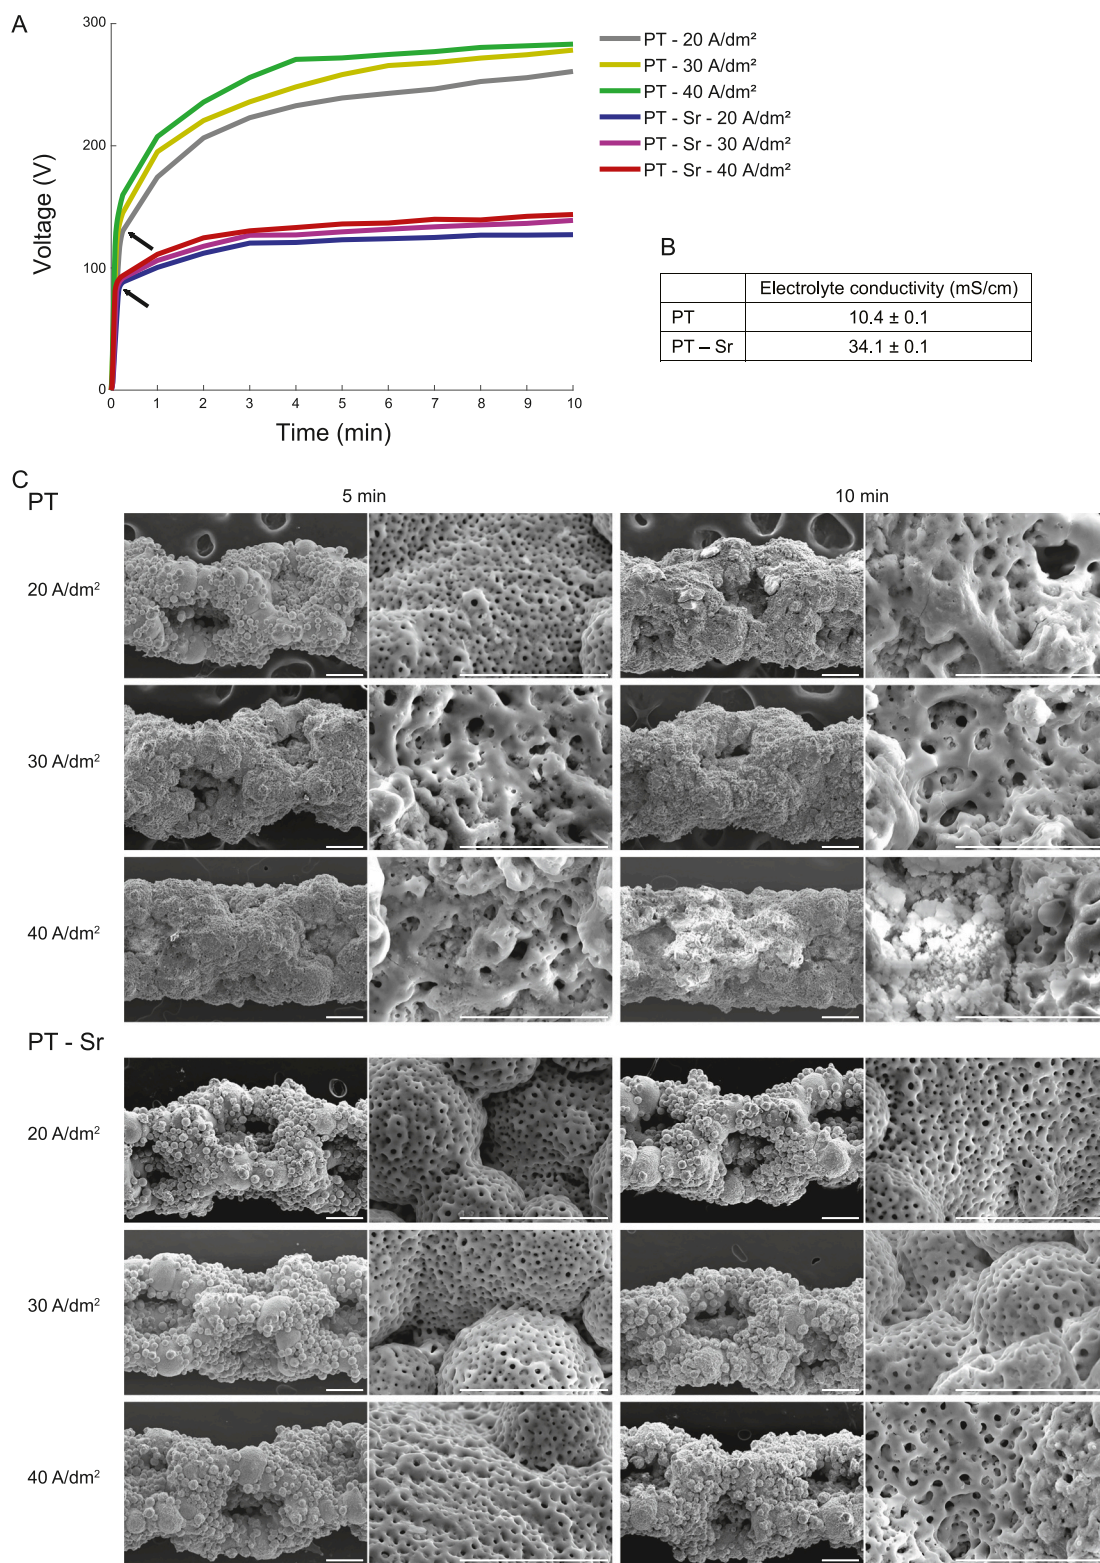 A
300
200
100
0
Voltage (V)
0 1 2 3 4 5 6 7 8 9 10
Time (min)
PT - 20 A/dm²
PT - 30 A/dm²
PT - 40 A/dm²
PT - Sr - 20 A/dm²
PT - Sr - 30 A/dm²
PT - Sr - 40 A/dm²
B
Electrolyte conductivity (mS/cm)
PT 10.4 ± 0.1
PT – Sr 34.1 ± 0.1
C
PT
5 min 10 min
20 A/dm²
30 A/dm²
40 A/dm²
PT - Sr
20 A/dm²
30 A/dm²
40 A/dm²